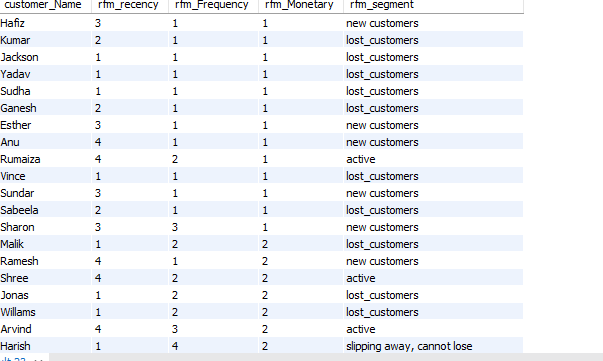 customer_Name rfm_recency rfm_Frequency rfm_Monetary rfm_segment
Hafiz 3 1 1 new customers
Kumar 2 1 1 lost_customers
Jackson 1 1 1 lost_customers
Yadav 1 1 1 lost_customers
Sudha 1 1 1 lost_customers
Ganesh 2 1 1 lost_customers
Esther 3 1 1 new customers
Anu 4 1 1 new customers
Rumaiza 4 2 1 active
Vince 1 1 1 lost_customers
Sundar 3 1 1 new customers
Sabeela 2 1 1 lost_customers
Sharon 3 3 1 new customers
Malik 1 2 2 lost_customers
Ramesh 4 1 2 new customers
Shree 4 2 2 active
Jonas 1 2 2 lost_customers
Willams 1 2 2 lost_customers
Arvind 4 3 2 active
Harish 1 4 2 slipping away, cannot lose